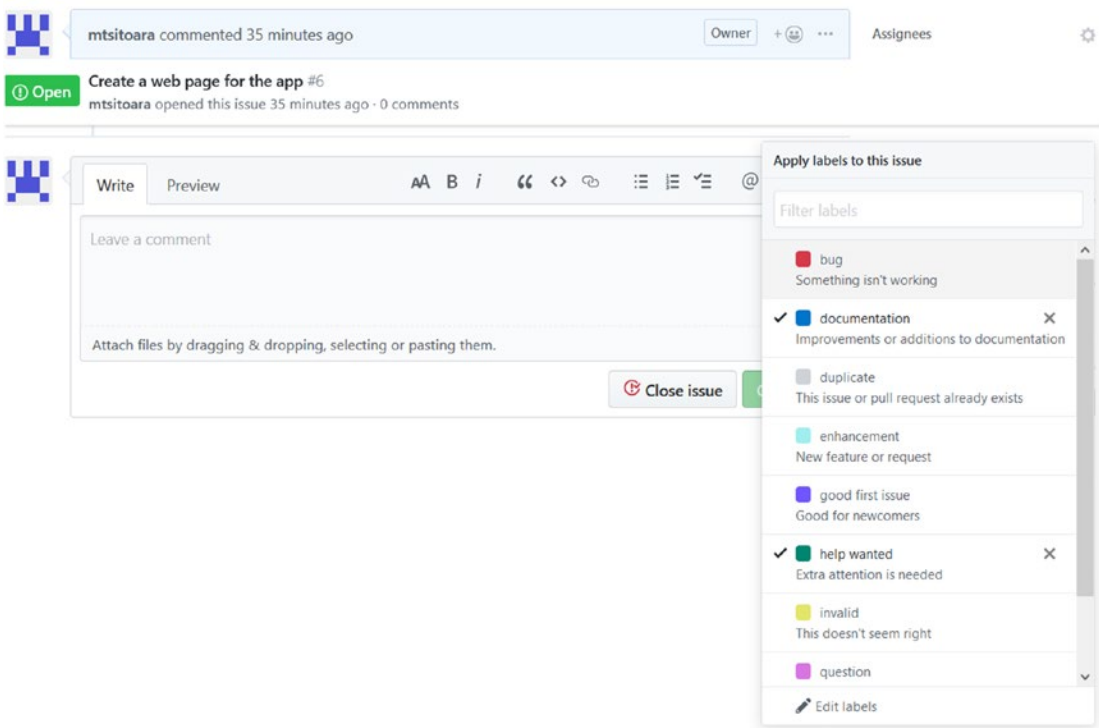 mtsitoara commented 35 minutes ago Owner Assignees
Open Create a web page for the app #6
mtsitoara opened this issue 35 minutes ago · 0 comments
Write Preview AA B i @
Leave a comment
Attach files by dragging & dropping, selecting or pasting them.
Close issue
Apply labels to this issue
Filter labels
bug
Something isn't working
documentation
Improvements or additions to documentation
duplicate
This issue or pull request already exists
enhancement
New feature or request
good first issue
Good for newcomers
help wanted
Extra attention is needed
invalid
This doesn't seem right
question
Edit labels